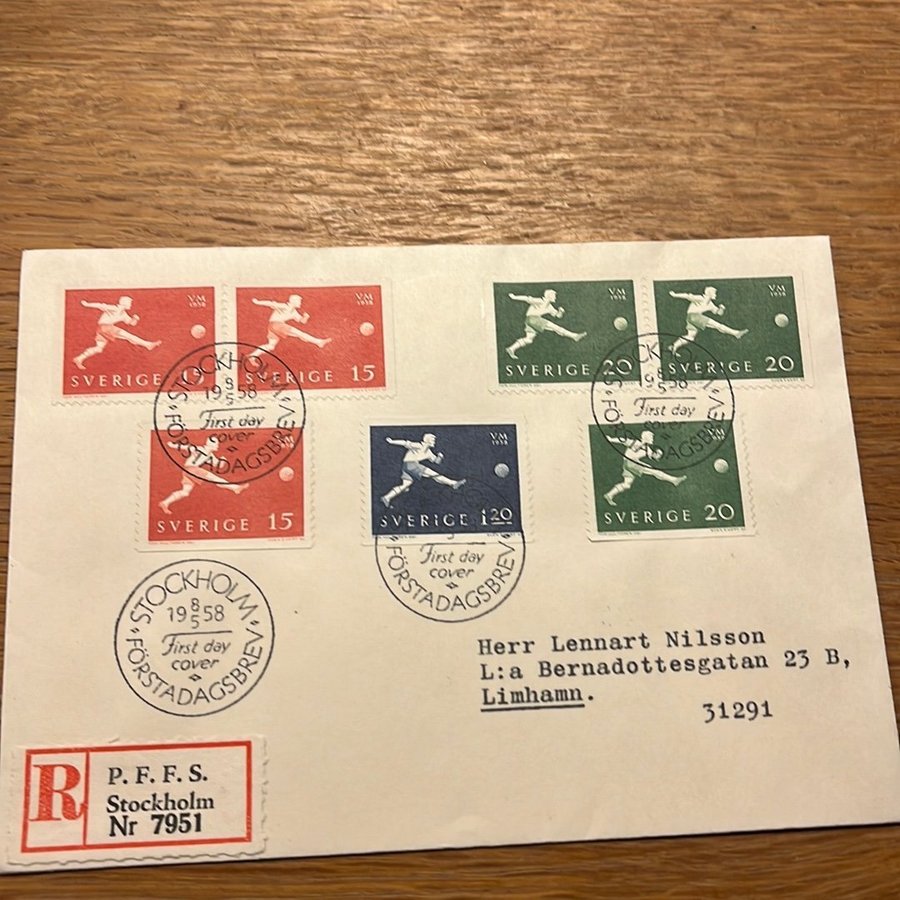 VM
1958
SVERIGE 15
VM
1958
SVERIGE 15
VM
1958
SVERIGE 20
VM
1958
SVERIGE 20
STOCKHOLM
19 8/5 58
First day
cover
FÖRSTADAGSBREV
STOCKHOLM
19 8/5 58
First day
cover
FÖRSTADAGSBREV
VM
1958
SVERIGE 15
VM
1958
SVERIGE 1 20
VM
1958
SVERIGE 20
First day
cover
FÖRSTADAGSBREV
STOCKHOLM
19 8/5 58
First day
cover
FÖRSTADAGSBREV
Herr Lennart Nilsson
L:a Bernadottesgatan 23 B,
Limhamn.
31291
R
P. F. F. S.
Stockholm
Nr 7951